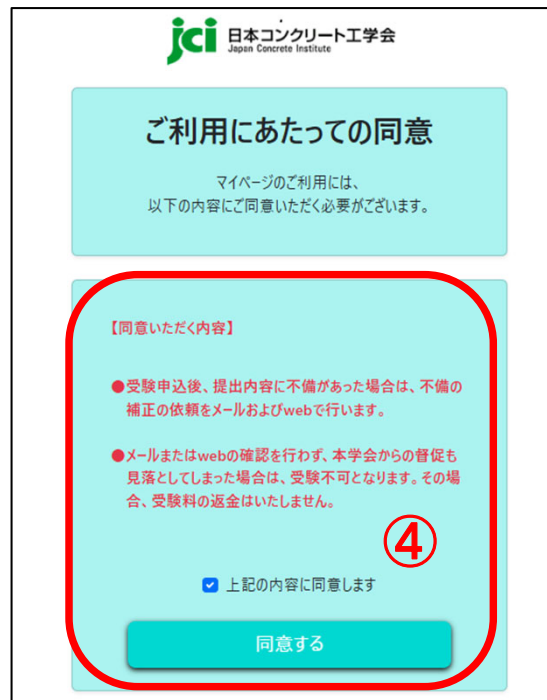 jci 日本コンクリート工学会
Japan Concrete Institute
ご利用にあたっての同意
マイページのご利用には、
以下の内容にご同意いただく必要がございます。
【同意いただく内容】
●受験申込後、提出内容に不備があった場合は、不備の
補正の依頼をメールおよびwebで行います。
●メールまたはwebの確認を行わず、本学会からの督促も
見落としてしまった場合は、受験不可となります。その場
合、受験料の返金はいたしません。
④
上記の内容に同意します
同意する